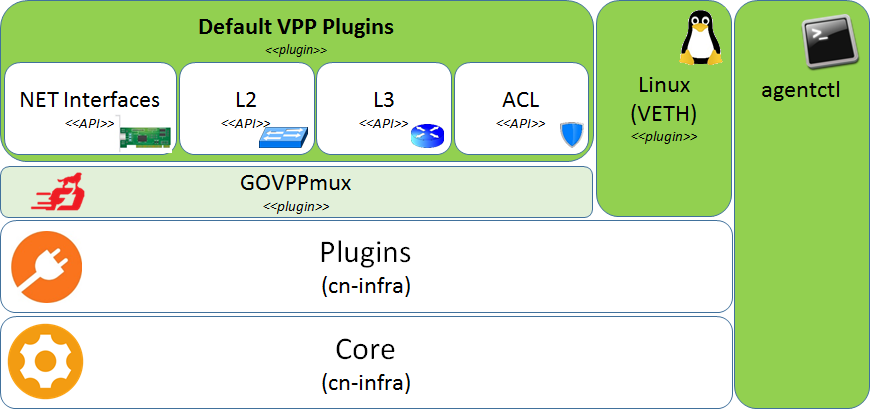 Default VPP Plugins
<<plugin>>
NET Interfaces
<<API>>
L2
<<API>>
L3
<<API>>
ACL
<<API>>
Linux
(VETH)
<<plugin>>
agentctl
GOVPPmux
<<plugin>>
Plugins
(cn-infra)
Core
(cn-infra)